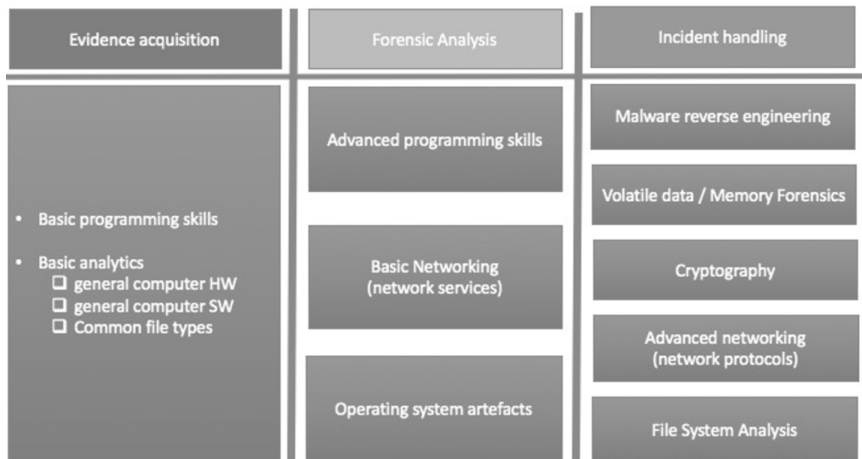 Evidence acquisition
Forensic Analysis
Incident handling
• Basic programming skills
• Basic analytics
❑ general computer HW
❑ general computer SW
❑ Common file types
Advanced programming skills
Basic Networking
(network services)
Operating system artefacts
Malware reverse engineering
Volatile data / Memory Forensics
Cryptography
Advanced networking
(network protocols)
File System Analysis